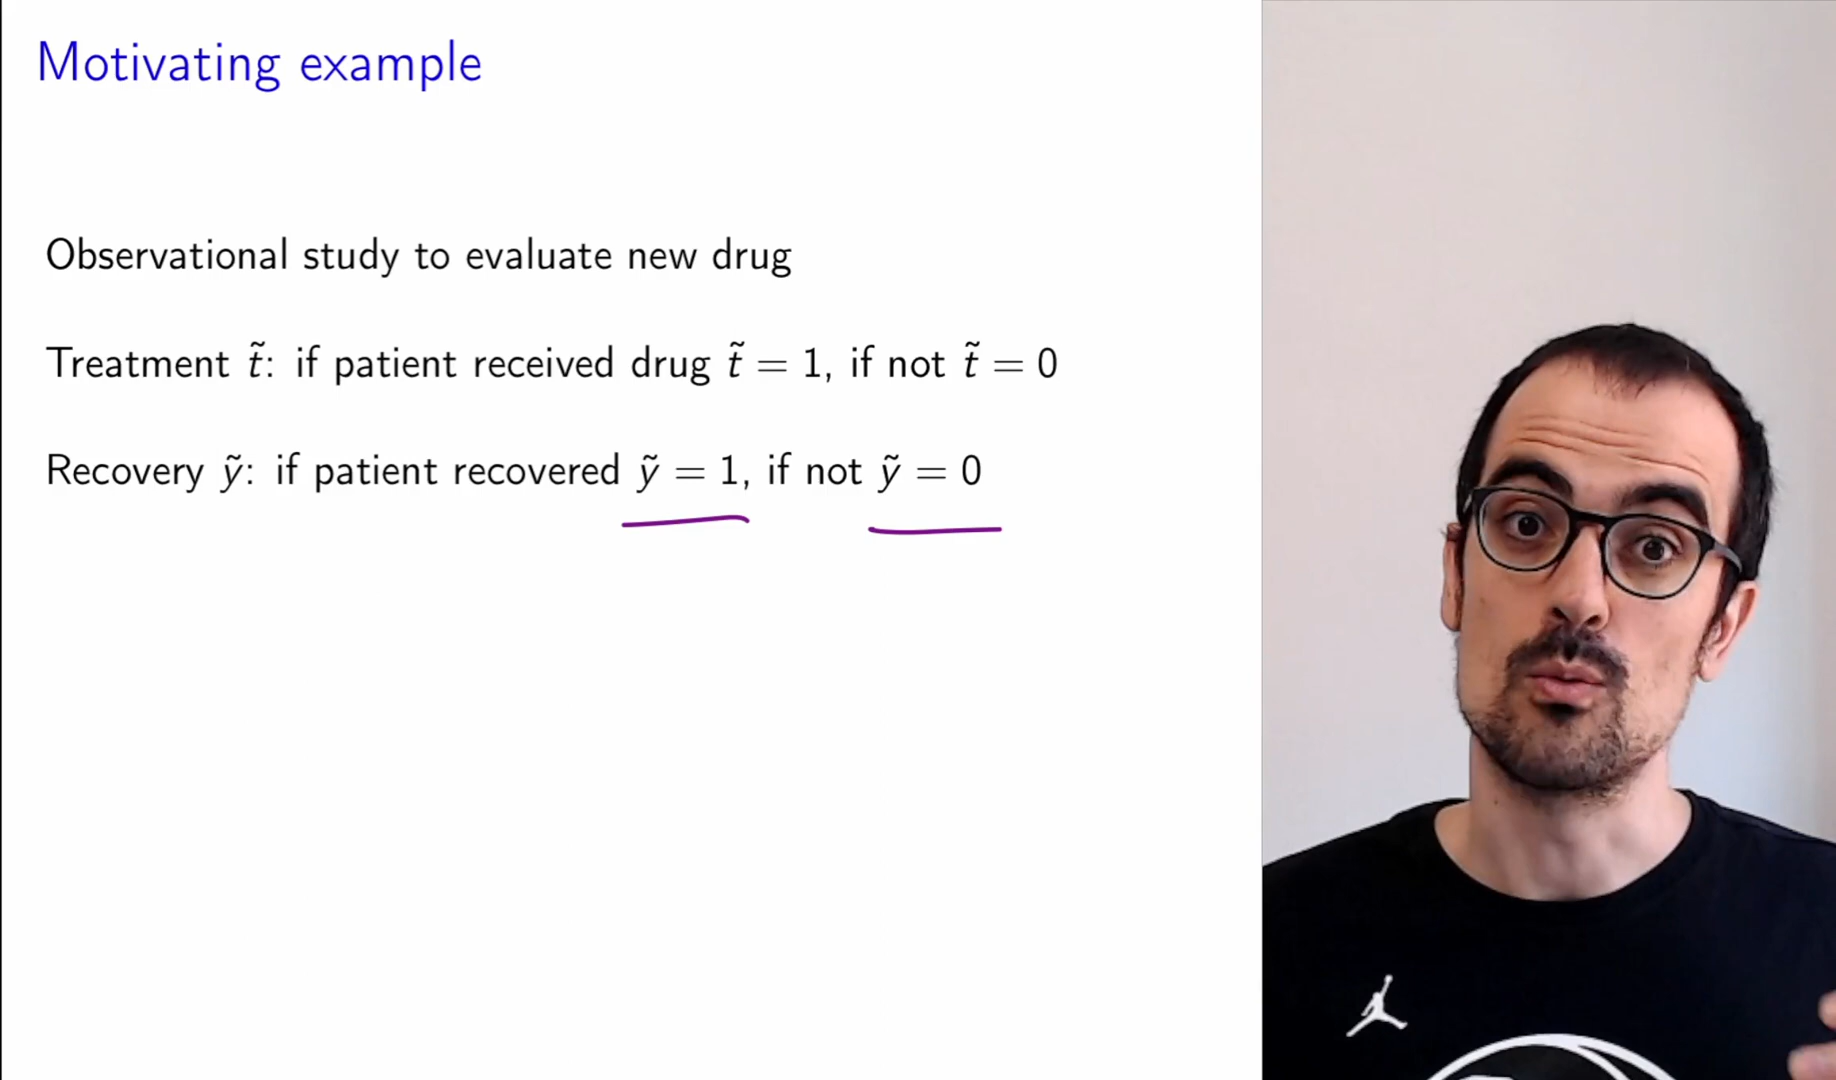 Motivating example
Observational study to evaluate new drug
Treatment t̃: if patient received drug t̃ = 1, if not t̃ = 0
Recovery ỹ: if patient recovered ỹ = 1, if not ỹ = 0